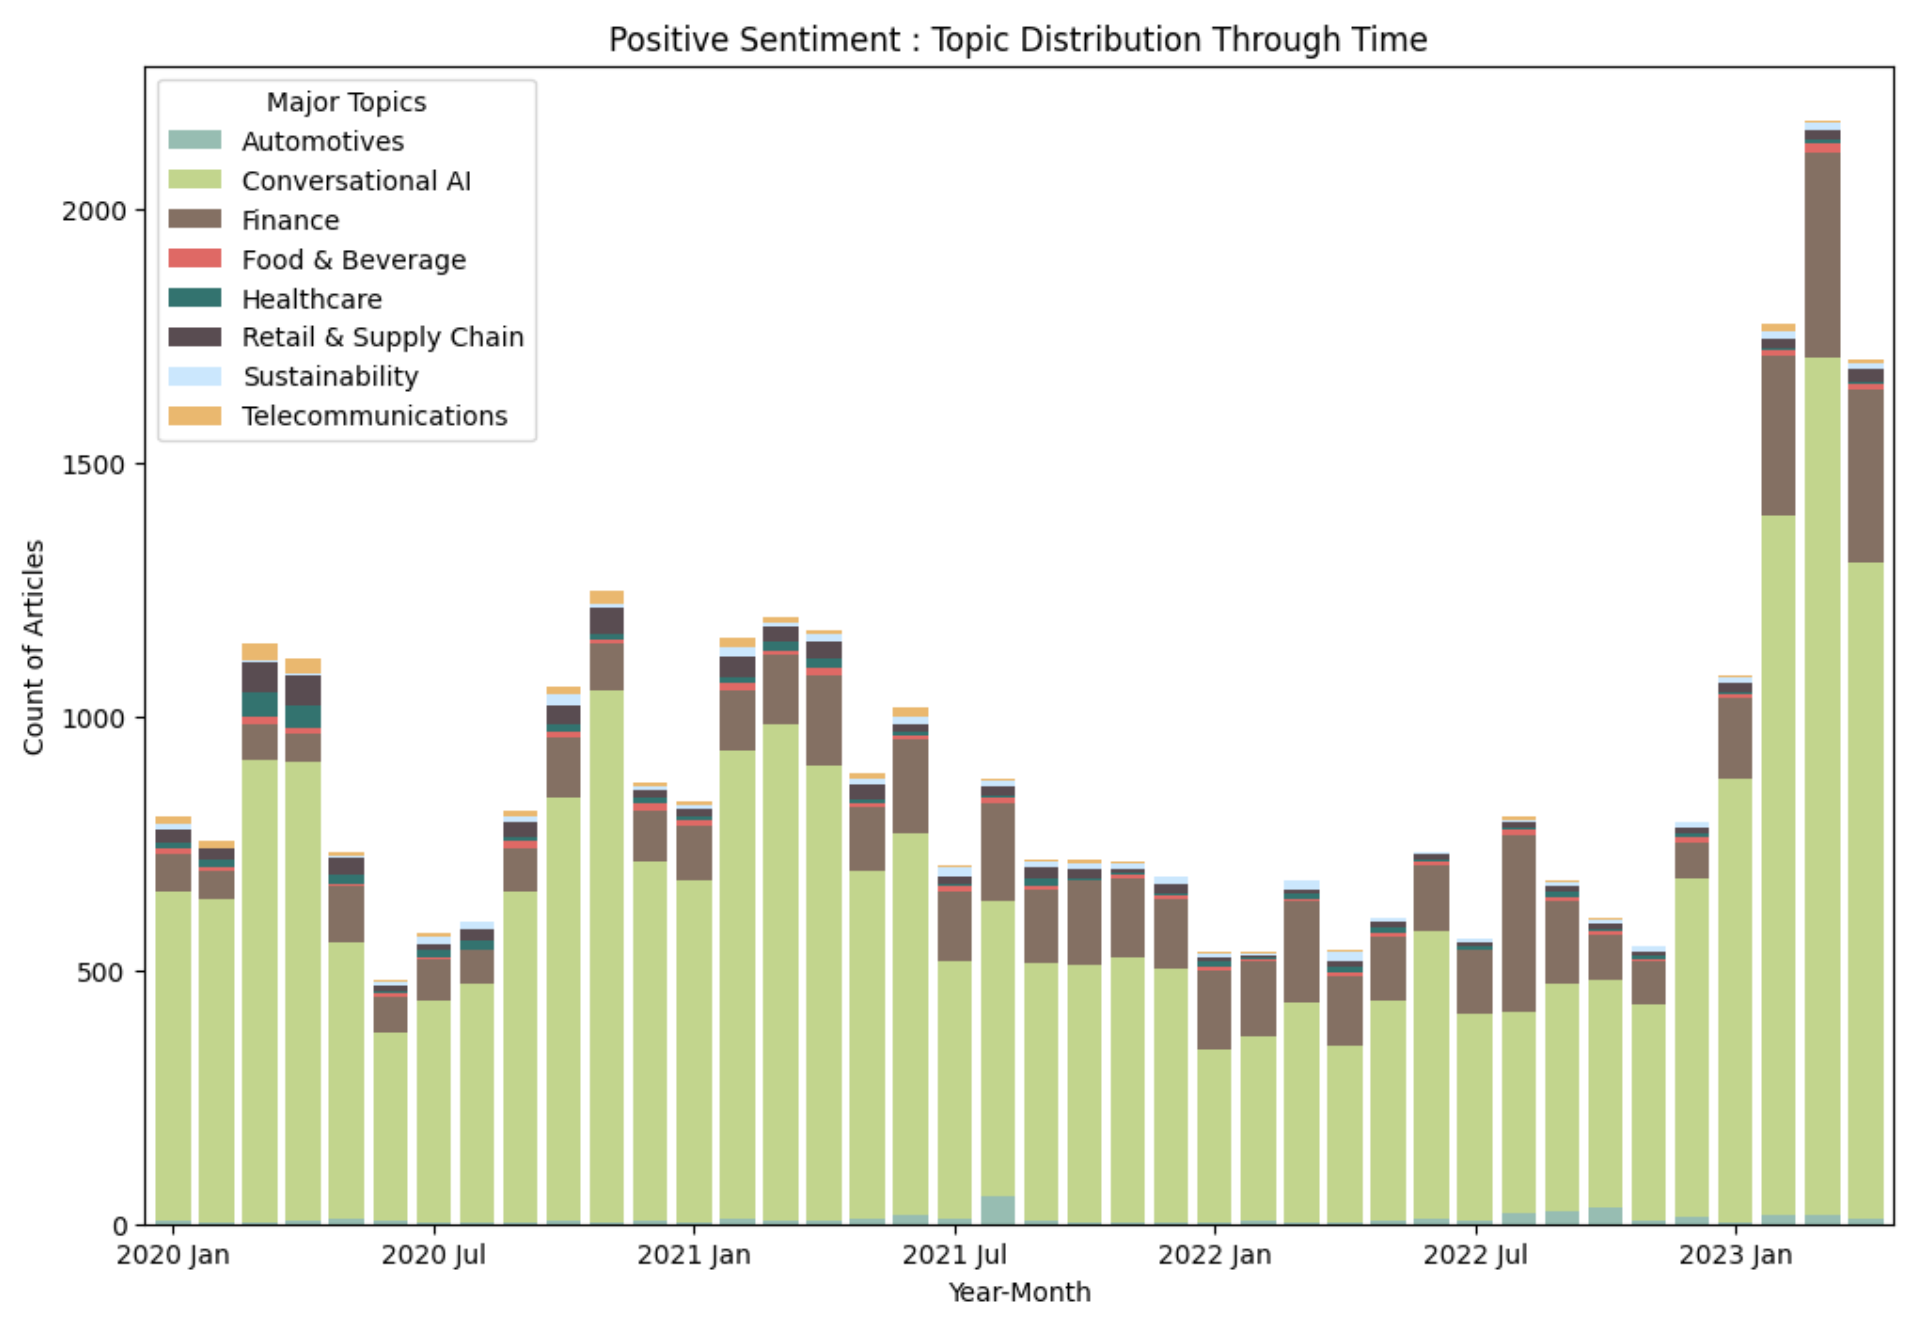 Positive Sentiment : Topic Distribution Through Time
Major Topics
Automotives
Conversational AI
Finance
Food & Beverage
Healthcare
Retail & Supply Chain
Sustainability
Telecommunications
Count of Articles
2000
1500
1000
500
0
2020 Jan 2020 Jul 2021 Jan 2021 Jul 2022 Jan 2022 Jul 2023 Jan
Year-Month